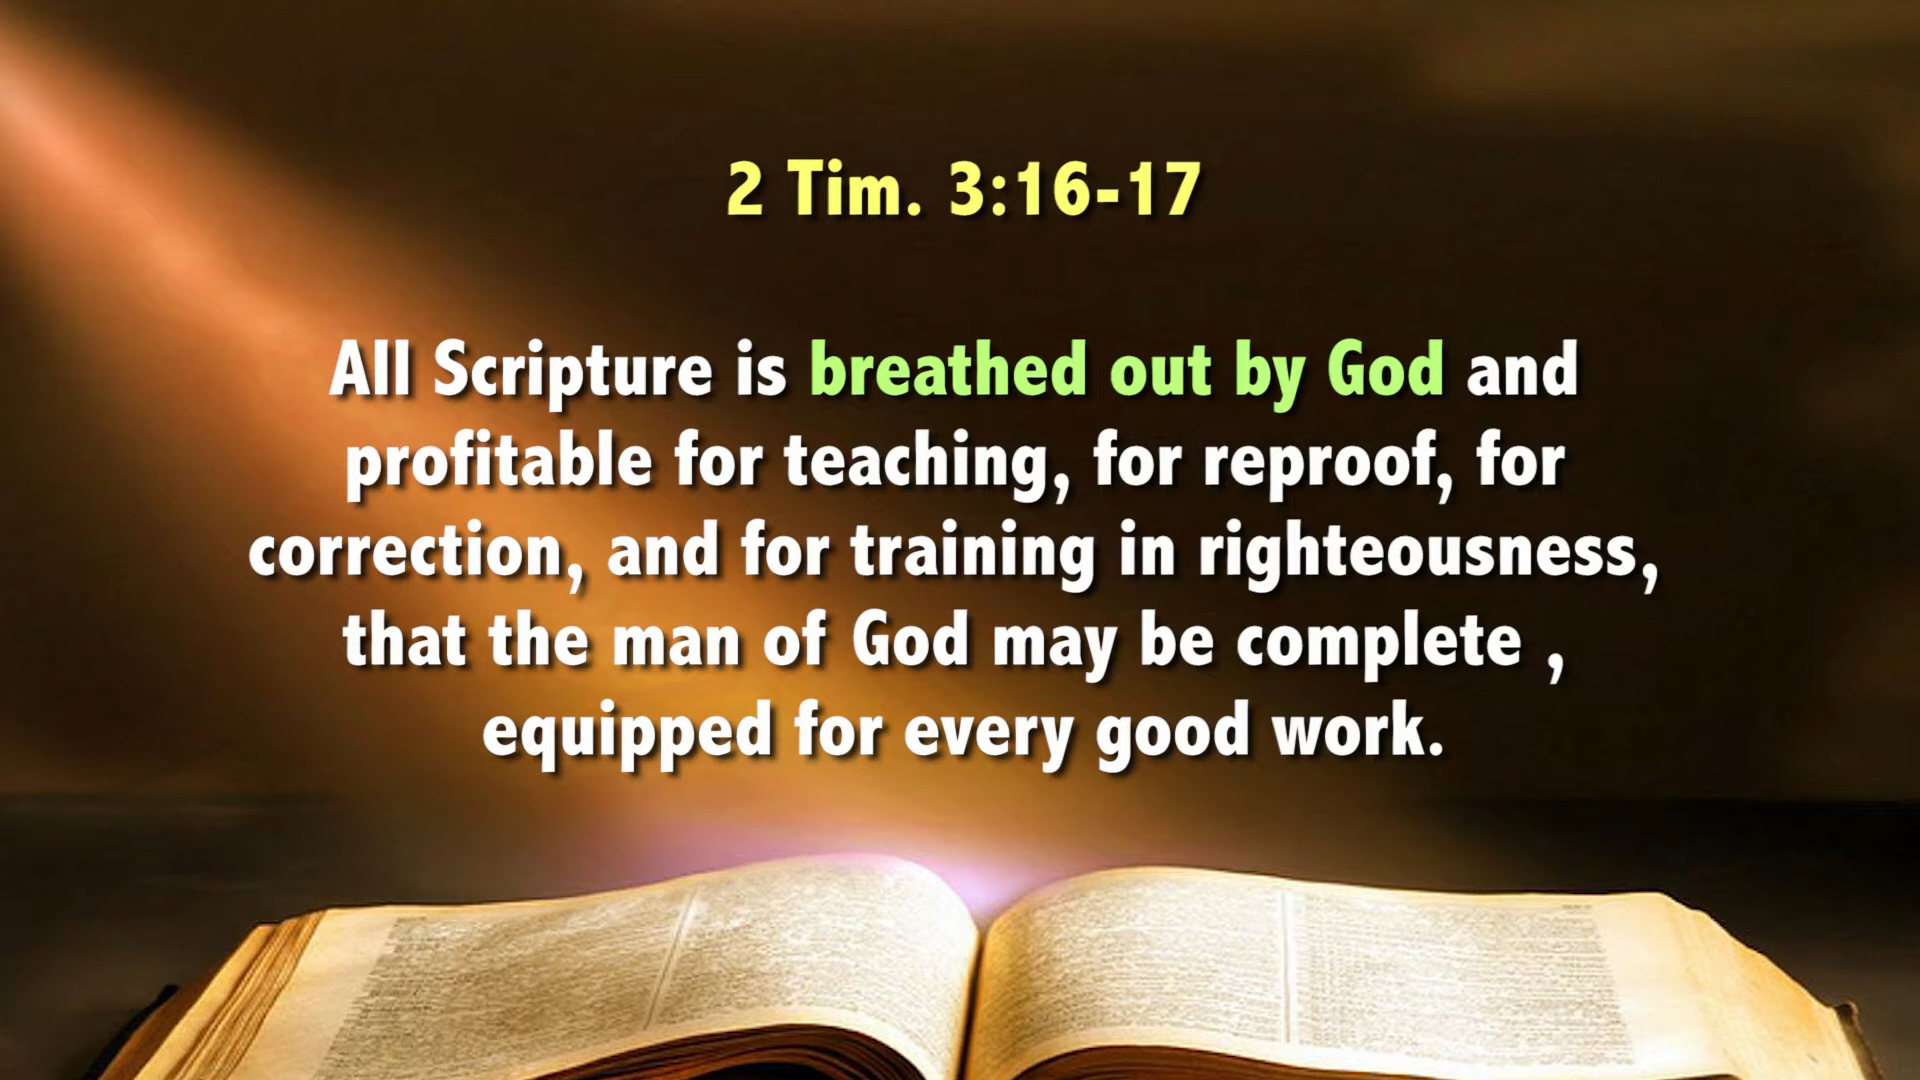 2 Tim. 3:16-17
All Scripture is breathed out by God and
profitable for teaching, for reproof, for
correction, and for training in righteousness,
that the man of God may be complete ,
equipped for every good work.